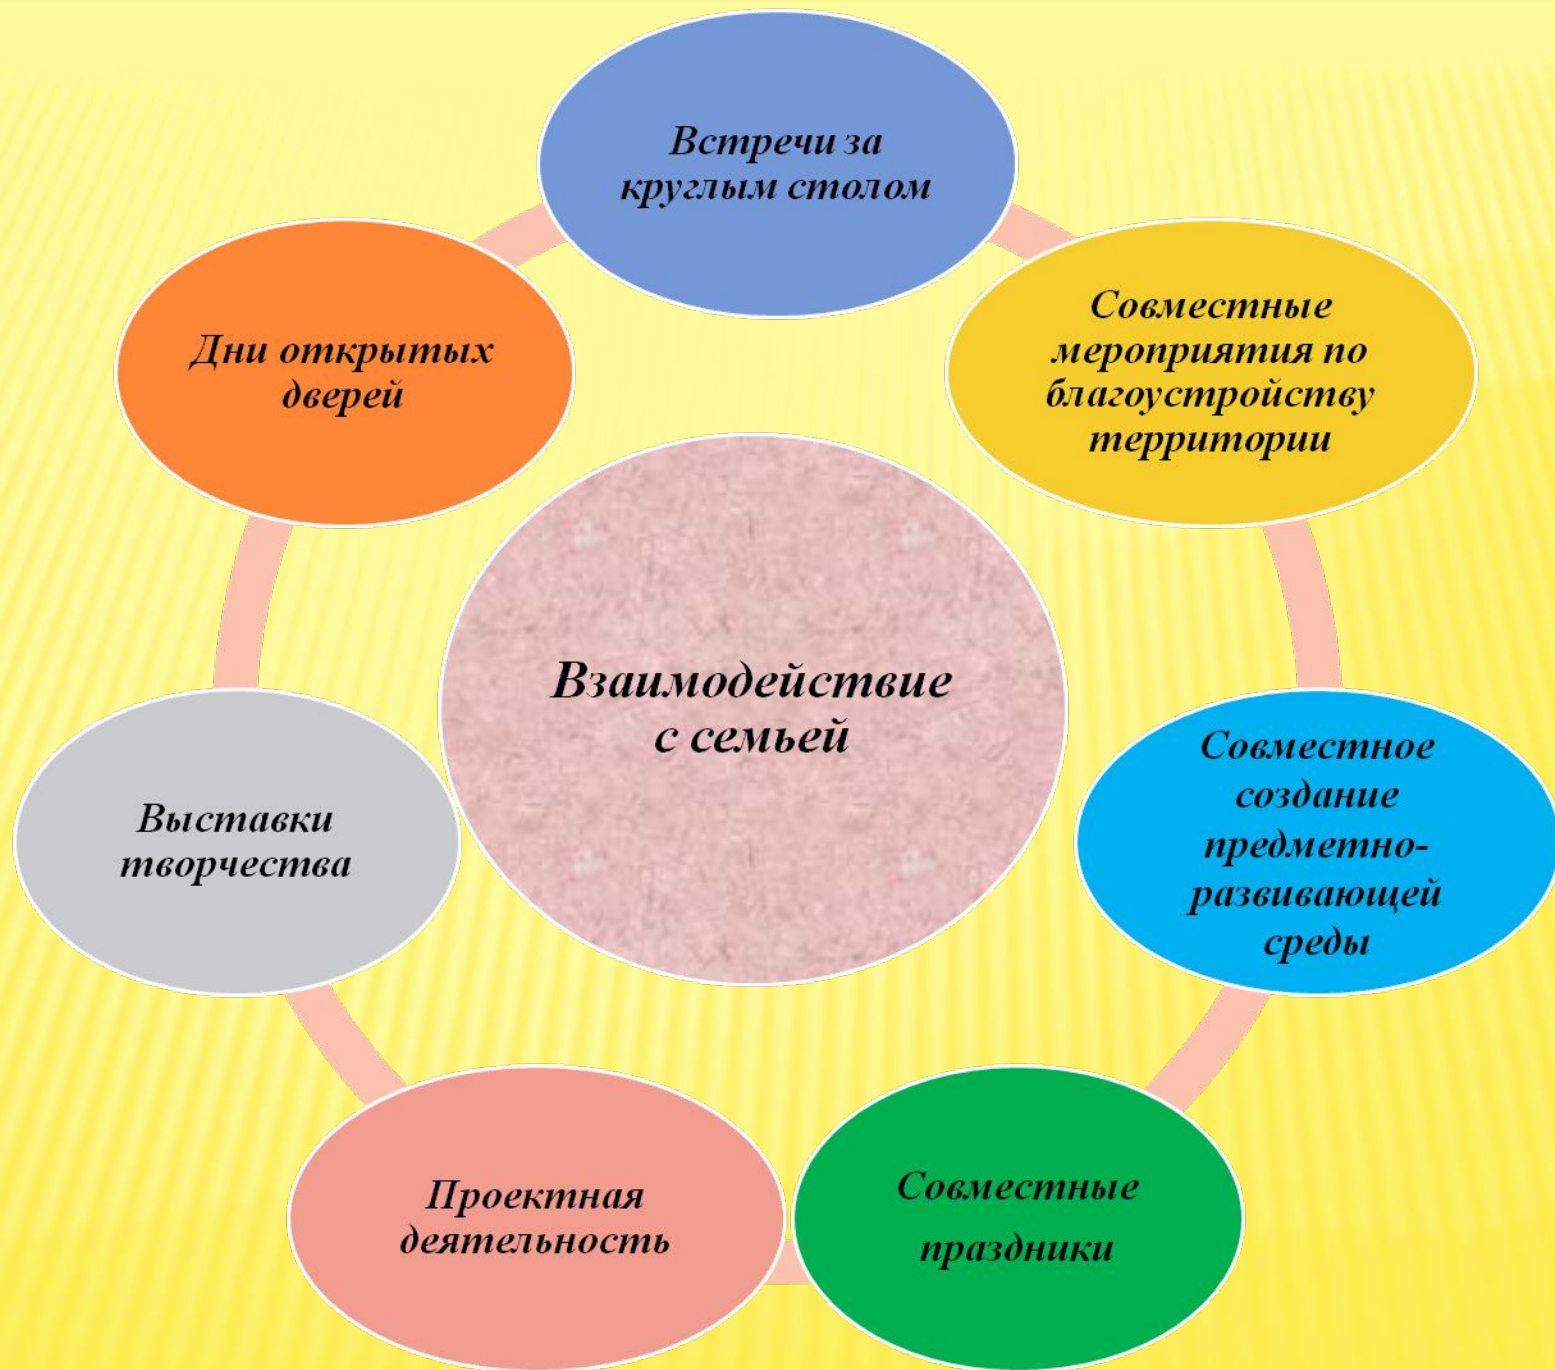 Встречи за
круглым столом
Совместные
мероприятия по
благоустройству
территории
Дни открытых
дверей
Взаимодействие
с семьей
Совместное
создание
предметно-
развивающей
среды
Выставки
творчества
Проектная
деятельность
Совместные
праздники